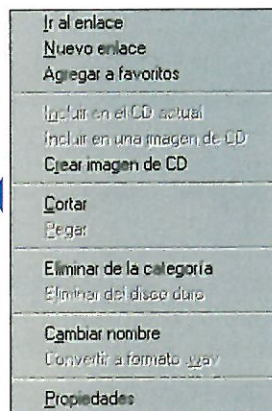 Ir al enlace
Nuevo enlace
Agregar a favoritos
Incluir en el CD actual
Incluir en una imagen de CD
Crear imagen de CD
Cortar
Pegar
Eliminar de la categoría
Eliminar del disco duro
Cambiar nombre
Convertir a formato .wav
Propiedades